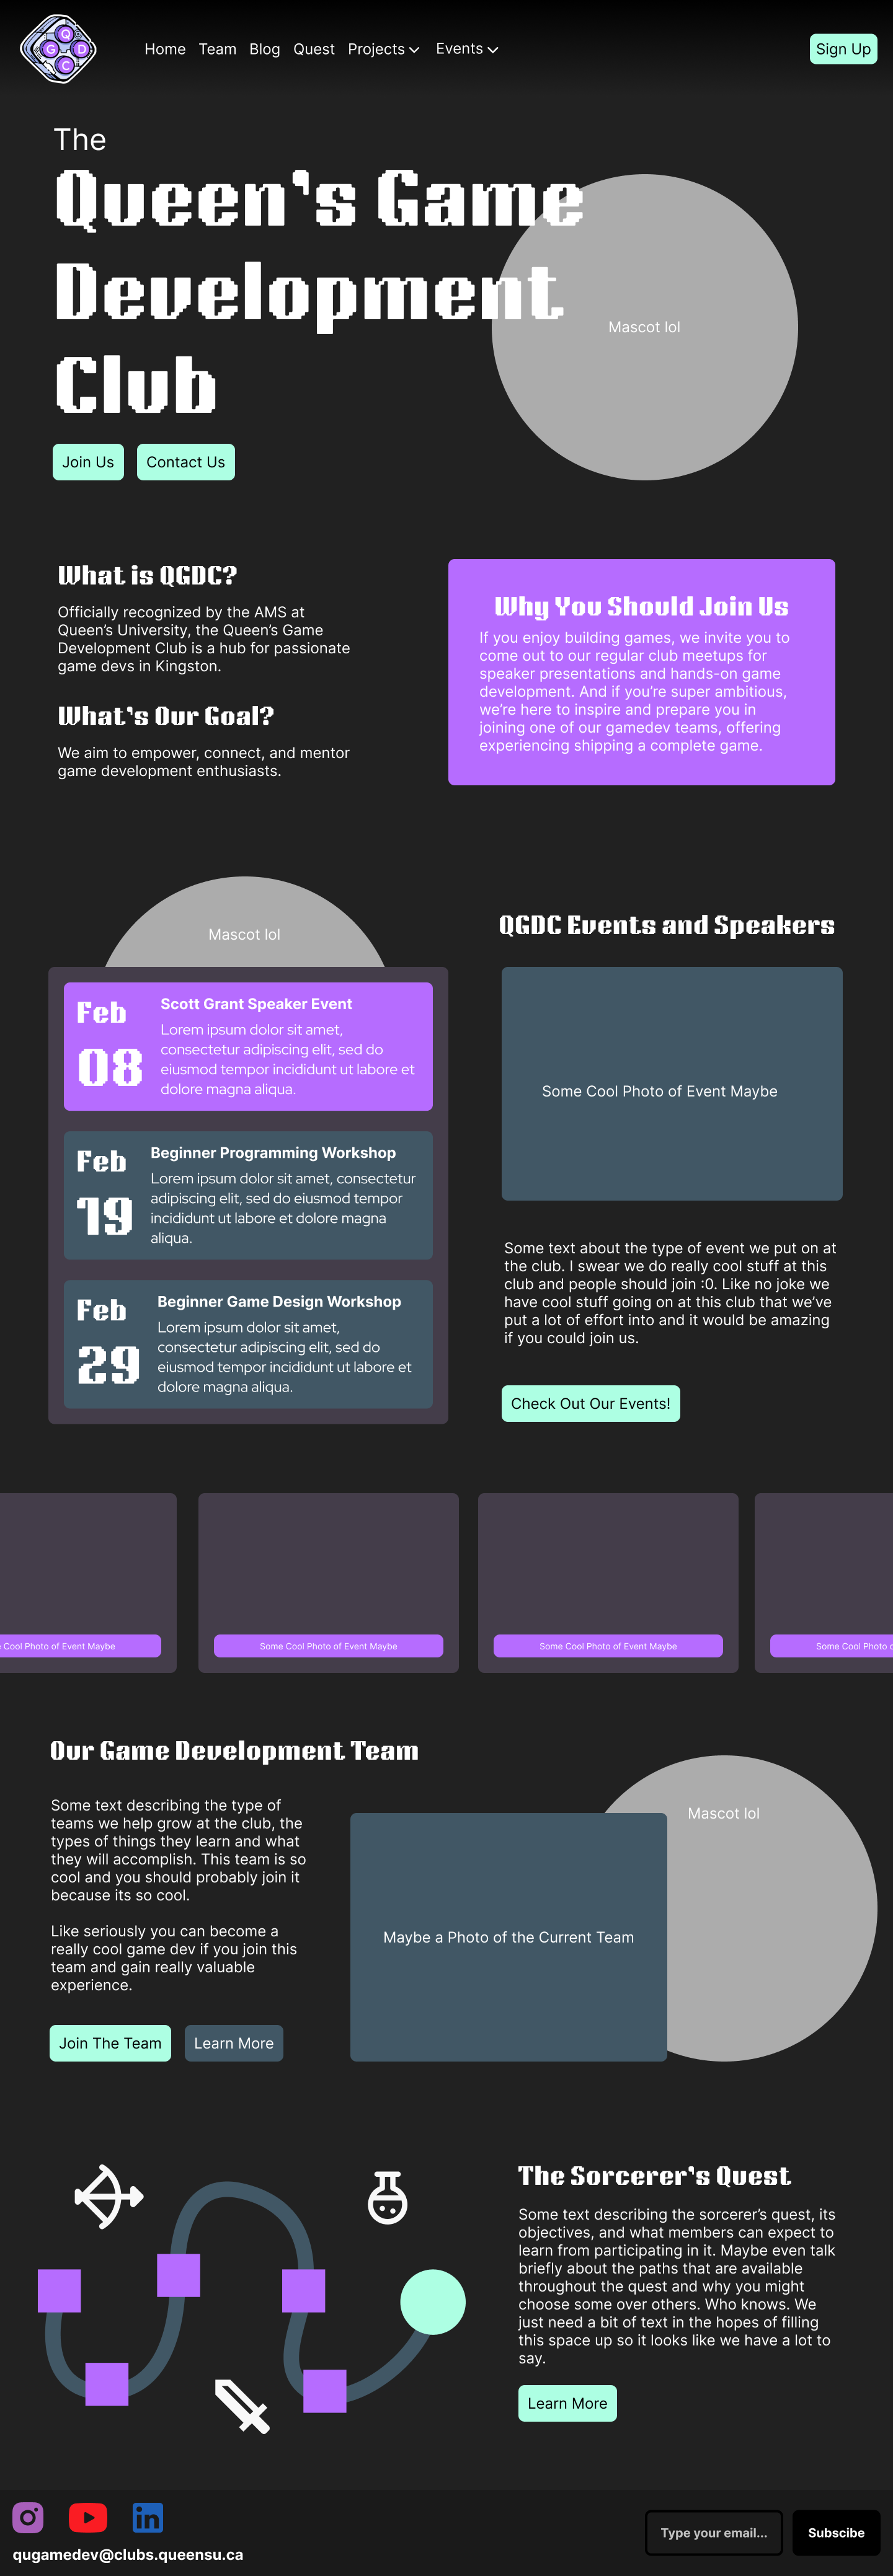 Q
G D
C
Home Team Blog Quest Projects Events
Sign Up
The
Queen's Game
Development
Club
Mascot lol
Join Us Contact Us
What is QGDC?
Officially recognized by the AMS at
Queen's University, the Queen's Game
Development Club is a hub for passionate
game devs in Kingston.
What's Our Goal?
We aim to empower, connect, and mentor
game development enthusiasts.
Why You Should Join Us
If you enjoy building games, we invite you to
come out to our regular club meetups for
speaker presentations and hands-on game
development. And if you're super ambitious,
we're here to inspire and prepare you in
joining one of our gamedev teams, offering
experiencing shipping a complete game.
Mascot lol
Feb
08
Scott Grant Speaker Event
Lorem ipsum dolor sit amet,
consectetur adipiscing elit, sed do
eiusmod tempor incididunt ut labore et
dolore magna aliqua.
Feb
19
Beginner Programming Workshop
Lorem ipsum dolor sit amet, consectetur
adipiscing elit, sed do eiusmod tempor
incididunt ut labore et dolore magna
aliqua.
Feb
29
Beginner Game Design Workshop
Lorem ipsum dolor sit amet,
consectetur adipiscing elit, sed do
eiusmod tempor incididunt ut labore et
dolore magna aliqua.
QGDC Events and Speakers
Some Cool Photo of Event Maybe
Some text about the type of event we put on at
the club. I swear we do really cool stuff at this
club and people should join :0. Like no joke we
have cool stuff going on at this club that we've
put a lot of effort into and it would be amazing
if you could join us.
Check Out Our Events!
Cool Photo of Event Maybe
Some Cool Photo of Event Maybe
Some Cool Photo of Event Maybe
Some Cool Photo
Our Game Development Team
Some text describing the type of
teams we help grow at the club, the
types of things they learn and what
they will accomplish. This team is so
cool and you should probably join it
because its so cool.
Like seriously you can become a
really cool game dev if you join this
team and gain really valuable
experience.
Join The Team Learn More
Maybe a Photo of the Current Team
Mascot lol
The Sorcerer's Quest
Some text describing the sorcerer's quest, its
objectives, and what members can expect to
learn from participating in it. Maybe even talk
briefly about the paths that are available
throughout the quest and why you might
choose some over others. Who knows. We
just need a bit of text in the hopes of filling
this space up so it looks like we have a lot to
say.
Learn More
in
qugamedev@clubs.queensu.ca
Type your email...
Subscibe